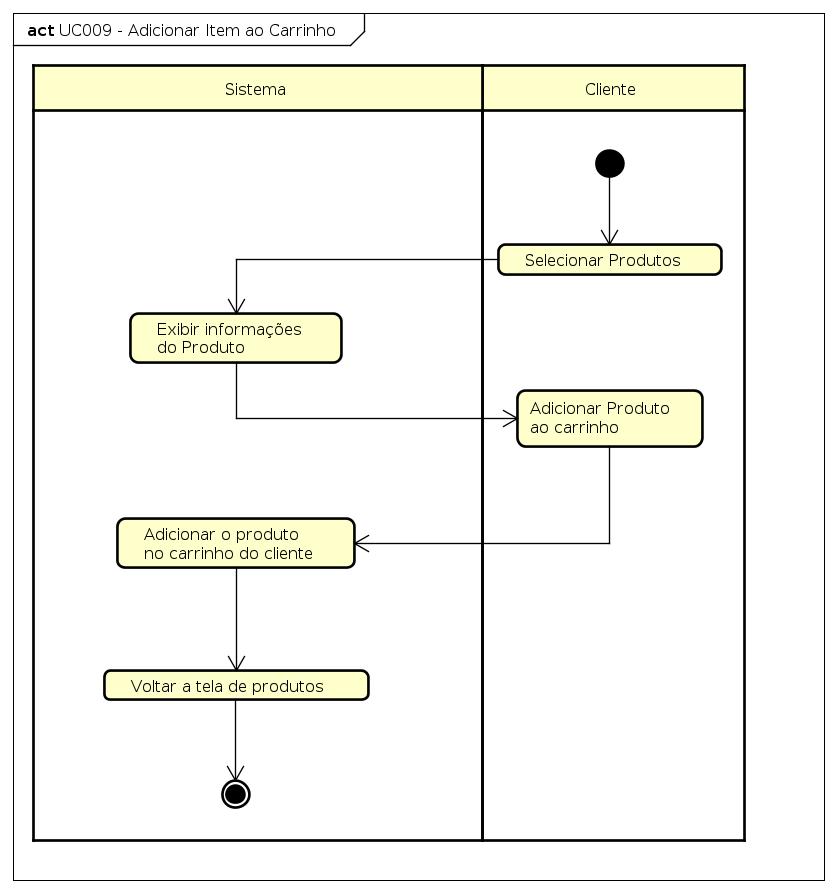 act UC009 - Adicionar Item ao Carrinho
Sistema
Cliente
Selecionar Produtos
Exibir informações
do Produto
Adicionar Produto
ao carrinho
Adicionar o produto
no carrinho do cliente
Voltar a tela de produtos